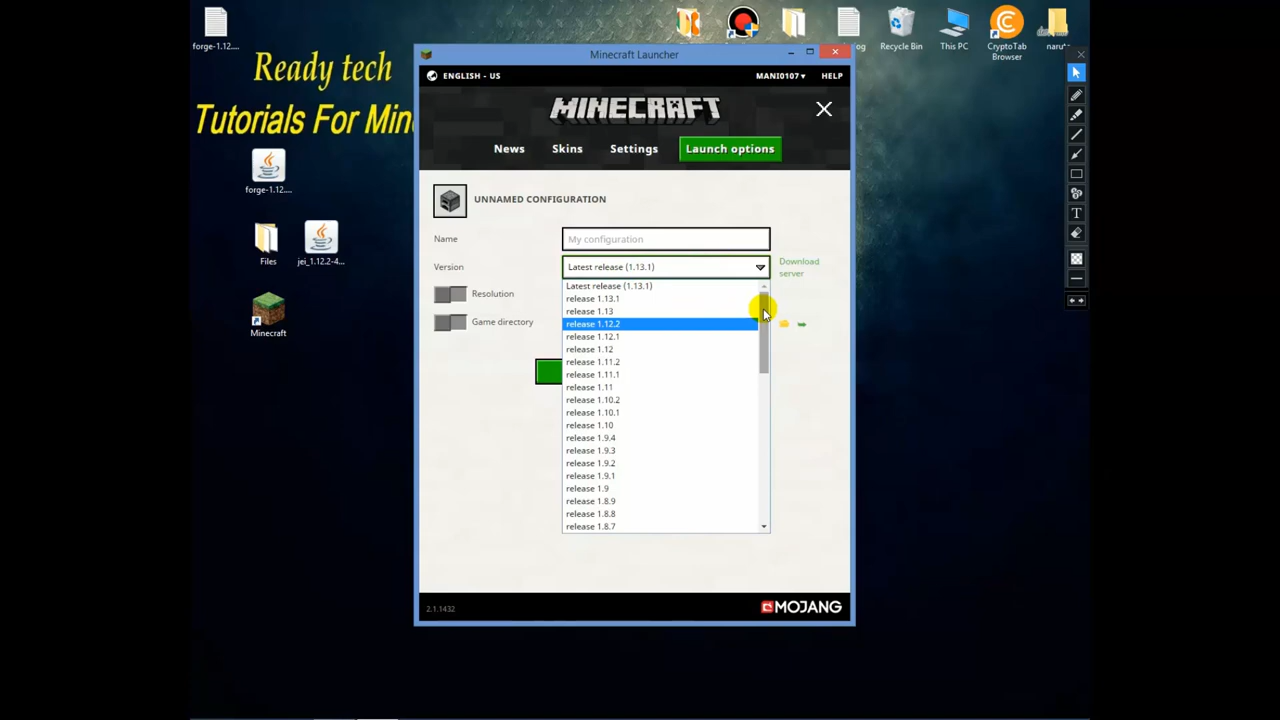 forge-1.12....
og
Recycle Bin
This PC
CryptoTab
Browser
naruto
Ready tech
Tutorials For Min
forge-1.12....
Files
jei_1.12.2-4...
Minecraft
Minecraft Launcher
ENGLISH - US
MANI0107
HELP
MINECRAFT
News
Skins
Settings
Launch options
UNNAMED CONFIGURATION
Name
My configuration
Version
Latest release (1.13.1)
Download
server
Resolution
Game directory
Latest release (1.13.1)
release 1.13.1
release 1.13
release 1.12.2
release 1.12.1
release 1.12
release 1.11.2
release 1.11.1
release 1.11
release 1.10.2
release 1.10.1
release 1.10
release 1.9.4
release 1.9.3
release 1.9.2
release 1.9.1
release 1.9
release 1.8.9
release 1.8.8
release 1.8.7
2.1.1432
MOJANG
T